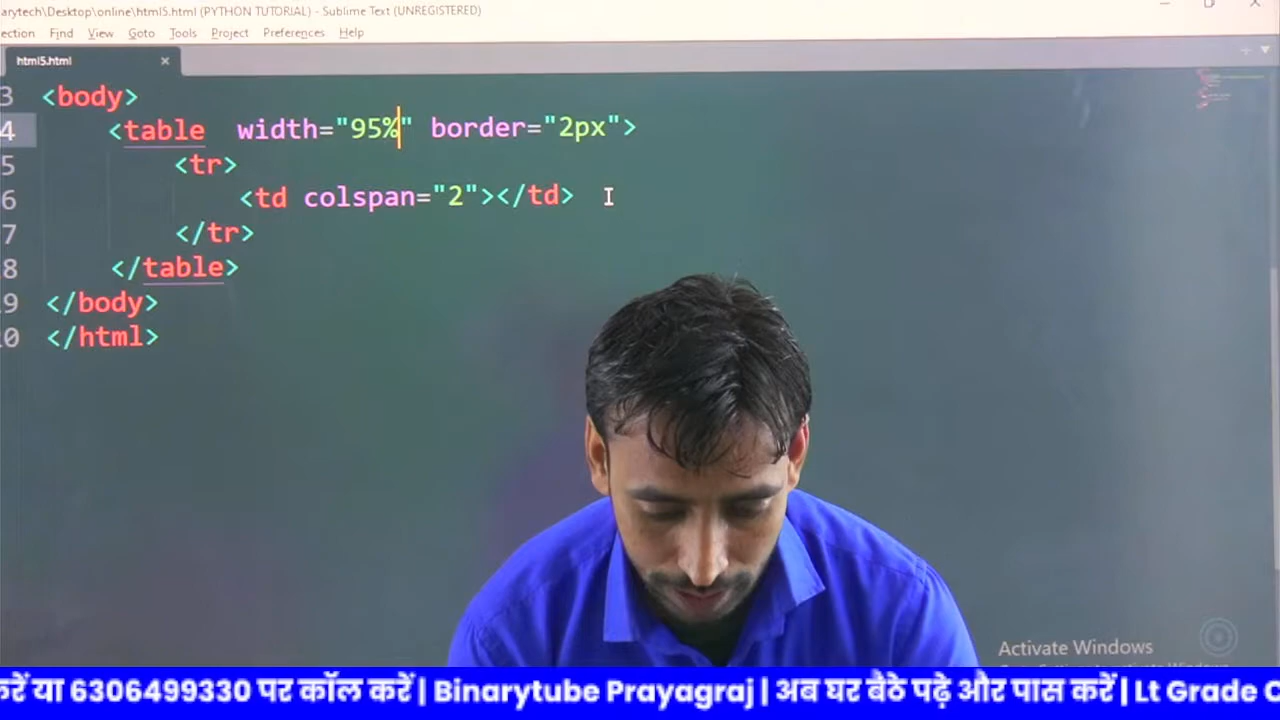 arytech\Desktop\online\html5.html (PYTHON TUTORIAL) - Sublime Text (UNREGISTERED)
ection Find View Goto Tools Project Preferences Help
html5.html ×
3 <body>
4 <table  width="95%" border="2px">
5 <tr>
6 <td colspan="2"></td>
7 </tr>
8 </table>
9 </body>
0 </html>
Activate Windows
रें या 6306499330 पर कॉल करें | Binarytube Prayagraj | अब घर बैठे पढ़े और पास करें | Lt Grade C